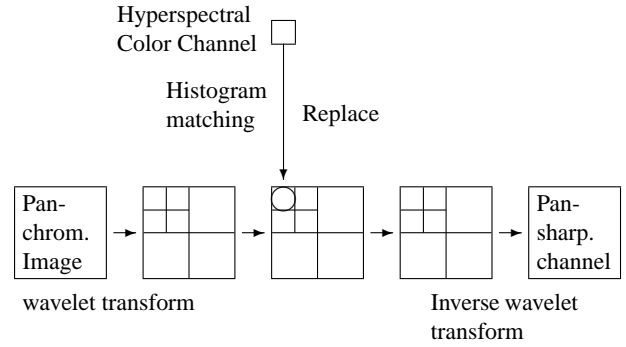 Hyperspectral
Color Channel
Histogram
matching
Replace
Pan-
chrom.
Image
Pan-
sharp.
channel
wavelet transform
Inverse wavelet
transform